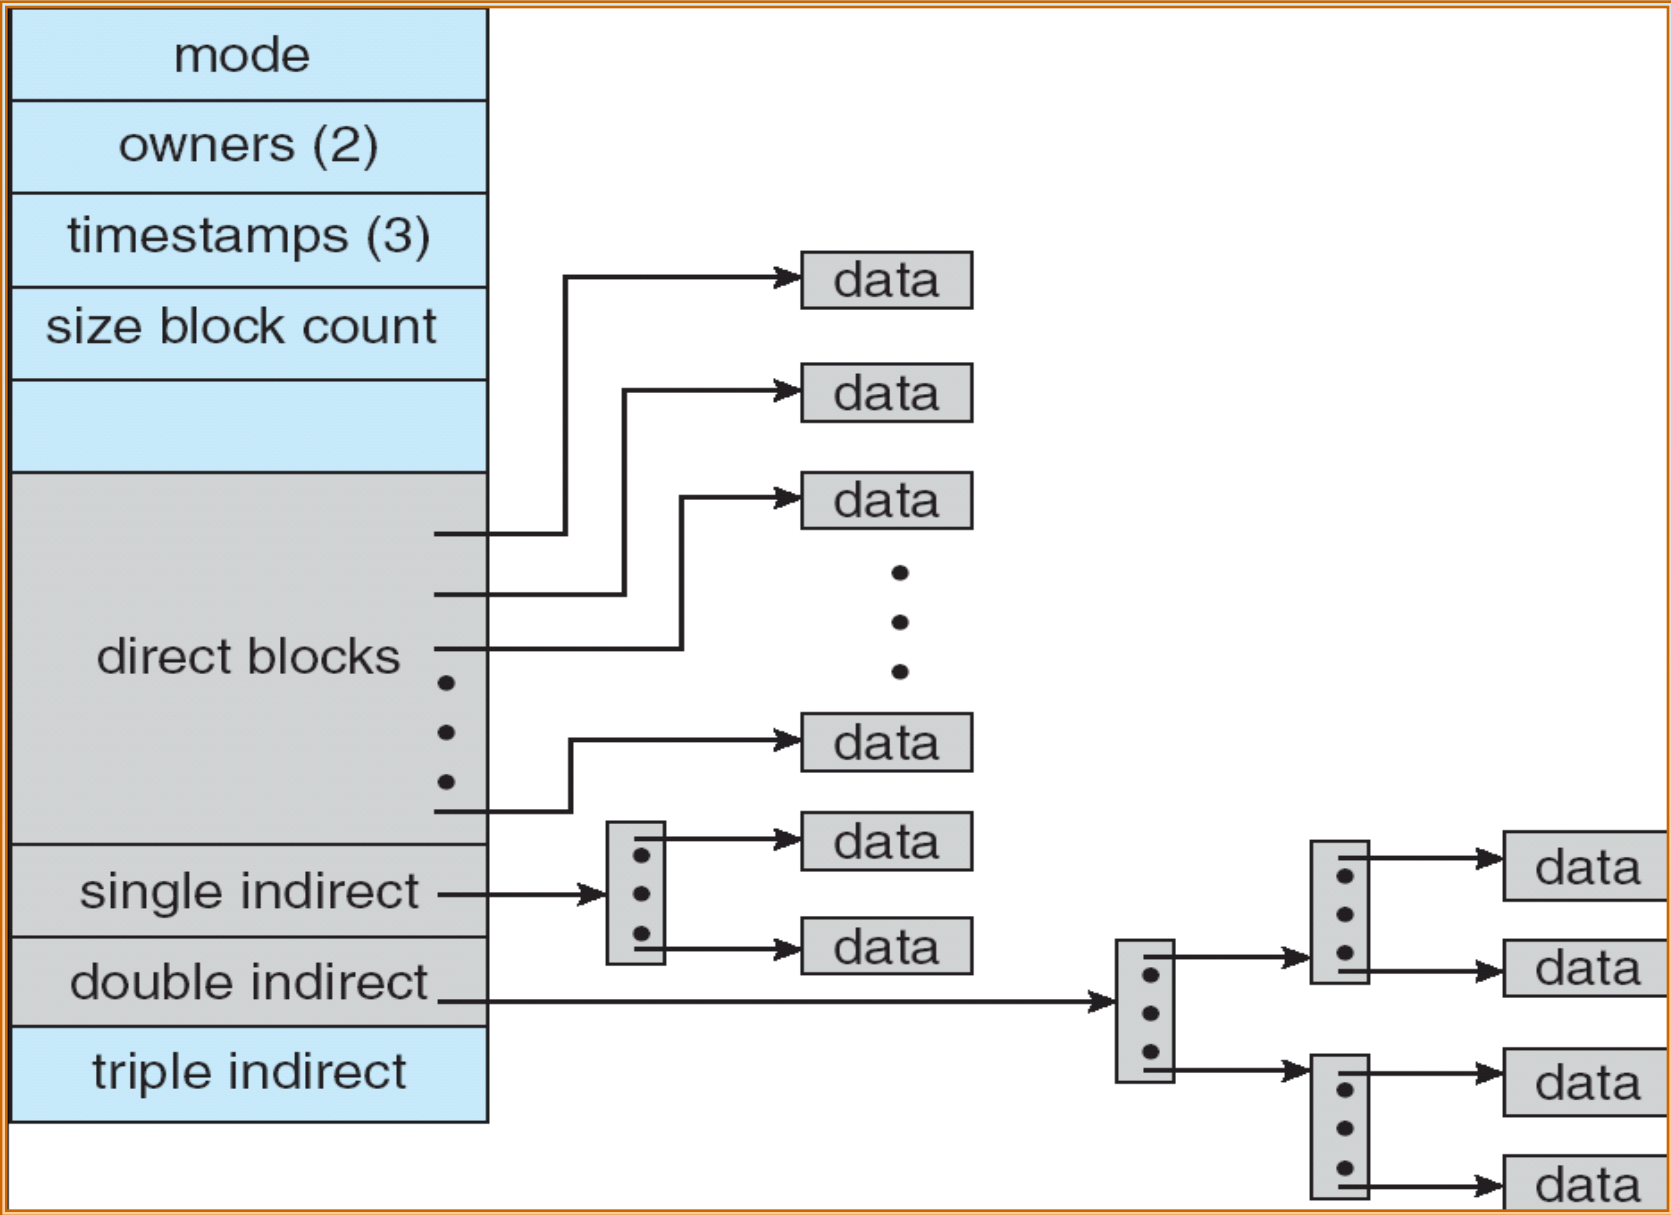 mode
owners (2)
timestamps (3)
size block count
direct blocks
single indirect
double indirect
triple indirect
data
data
data
data
data
data
data
data
data
data